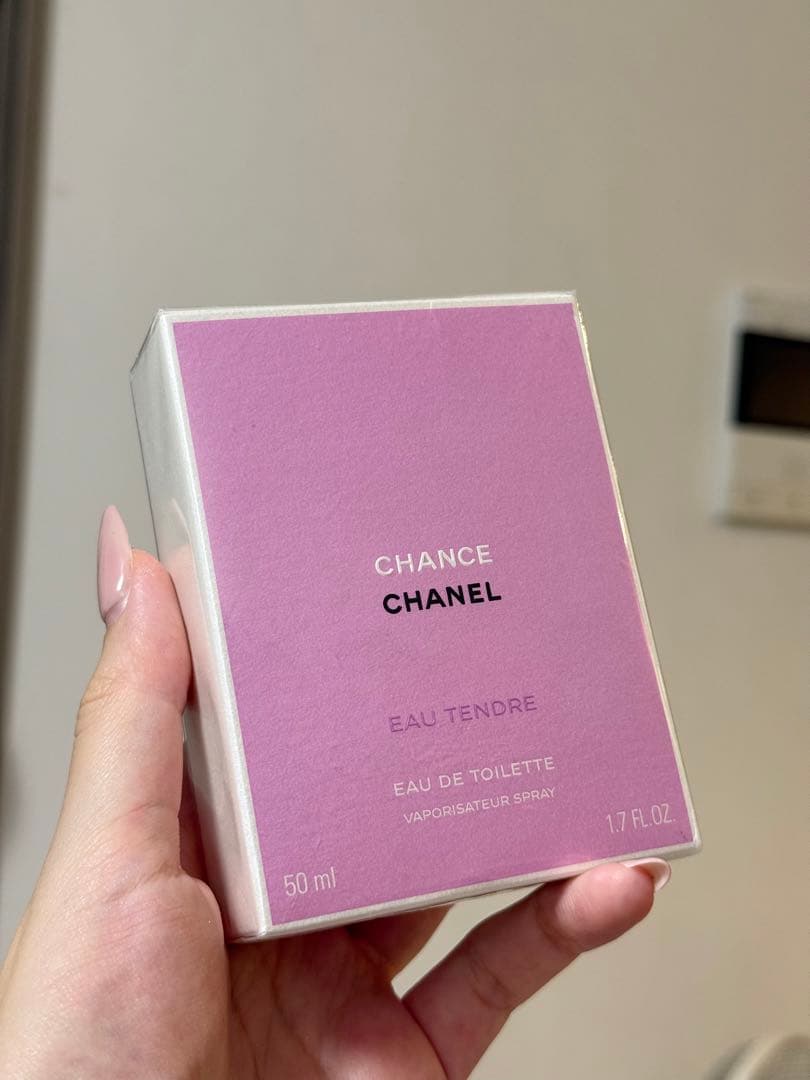 CHANCE
CHANEL
EAU TENDRE
EAU DE TOILETTE
VAPORISATEUR SPRAY
50 ml
1.7 FL.OZ.